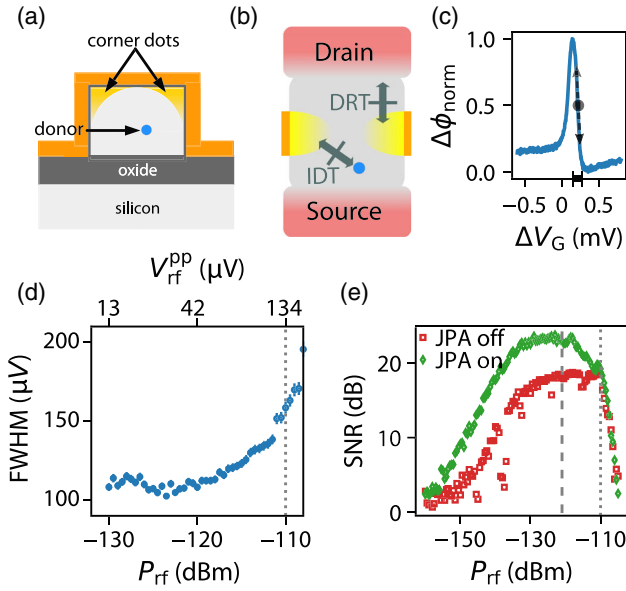 (a)
corner dots
donor
oxide
silicon
(b)
Drain
DRT
IDT
Source
(c)
Δϕnorm
1.0
0.5
0.0
−0.5 0 0.5
ΔVG (mV)
(d)
Vrfpp (μV)
13 42 134
FWHM (μV)
200
150
100
−130 −120 −110
Prf (dBm)
(e)
JPA off
JPA on
SNR (dB)
20
10
0
−150 −130 −110
Prf (dBm)